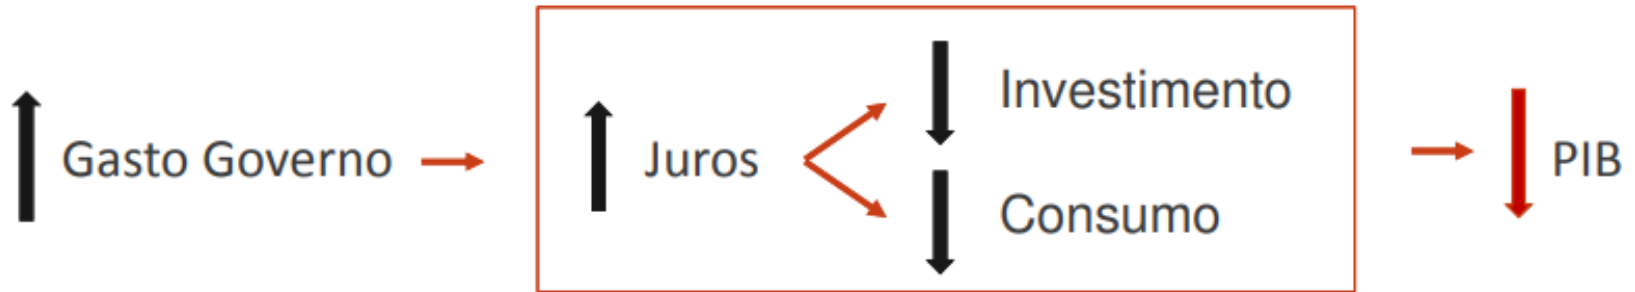 Gasto Governo
Juros
Investimento
Consumo
PIB